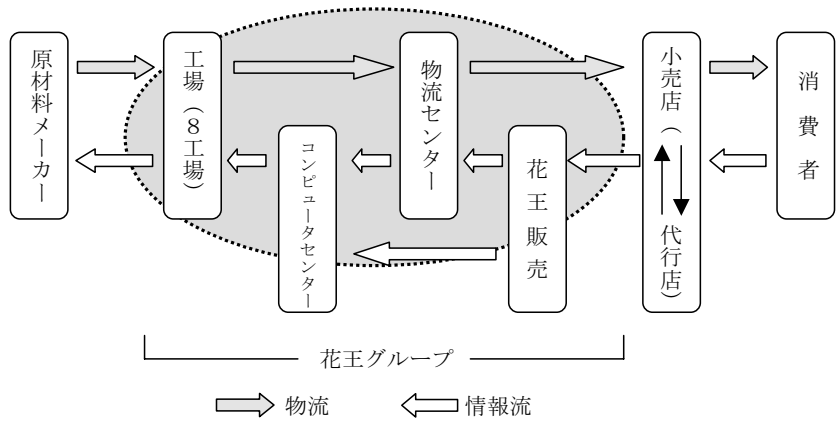 原材料メーカー
工場（８工場）
コンピュータセンター
物流センター
花王販売
小売店（
代行店）
消費者
花王グループ
物流
情報流